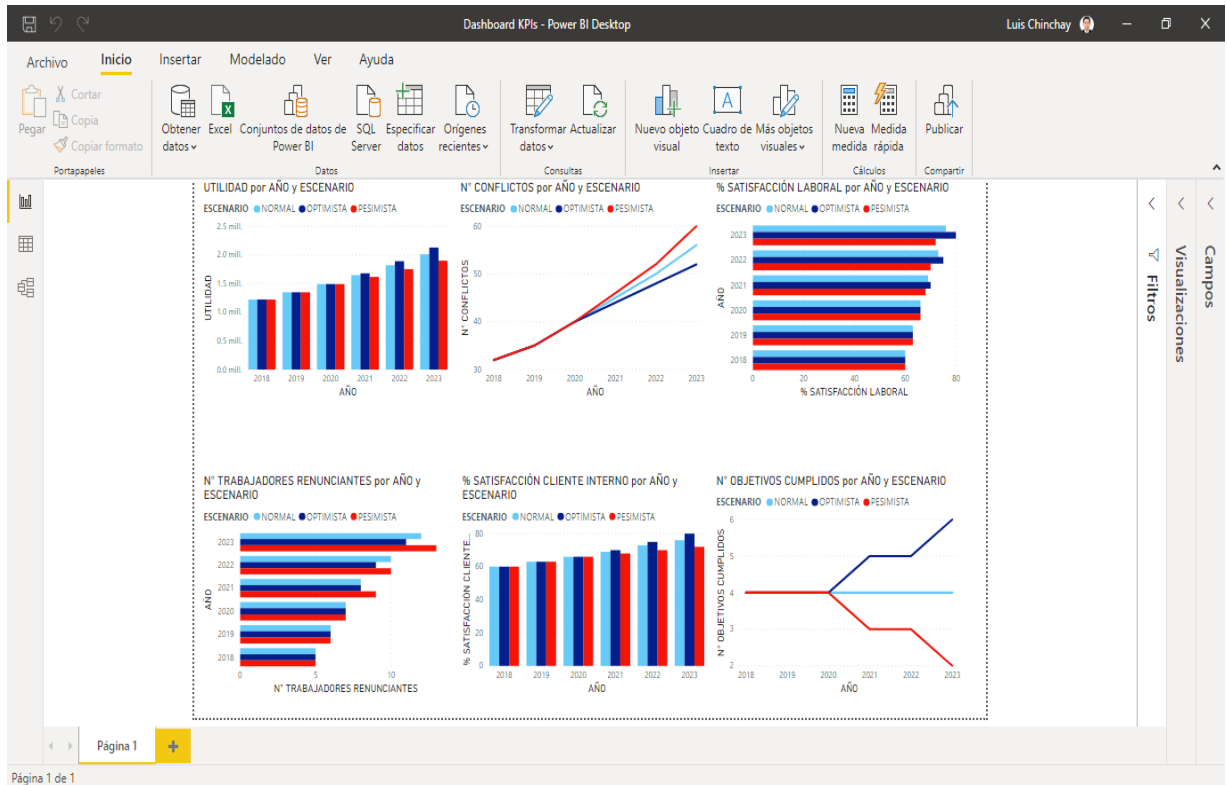 Dashboard KPIs - Power BI Desktop
Luis Chinchay
Archivo Inicio Insertar Modelado Ver Ayuda
Pegar
Cortar
Copia
Copiar formato
Portapapeles
Obtener datos
Excel
Conjuntos de datos de Power BI
SQL Server
Especificar datos
Orígenes recientes
Datos
Transformar datos
Actualizar
Consultas
Nuevo objeto visual
Cuadro de texto
Más objetos visuales
Insertar
Nueva medida
Medida rápida
Cálculos
Publicar
Compartir
UTILIDAD por AÑO y ESCENARIO
ESCENARIO NORMAL OPTIMISTA PESIMISTA
UTILIDAD
2.5 mill.
2.0 mill.
1.5 mill.
1.0 mill.
0.5 mill.
0.0 mill.
2018 2019 2020 2021 2022 2023
AÑO
N° CONFLICTOS por AÑO y ESCENARIO
ESCENARIO NORMAL OPTIMISTA PESIMISTA
N° CONFLICTOS
60
50
40
30
2018 2019 2020 2021 2022 2023
AÑO
% SATISFACCIÓN LABORAL por AÑO y ESCENARIO
ESCENARIO NORMAL OPTIMISTA PESIMISTA
AÑO
2023
2022
2021
2020
2019
2018
0 20 40 60 80
% SATISFACCIÓN LABORAL
N° TRABAJADORES RENUNCIANTES por AÑO y
ESCENARIO
ESCENARIO NORMAL OPTIMISTA PESIMISTA
AÑO
2023
2022
2021
2020
2019
2018
0 5 10
N° TRABAJADORES RENUNCIANTES
% SATISFACCIÓN CLIENTE INTERNO por AÑO y
ESCENARIO
ESCENARIO NORMAL OPTIMISTA PESIMISTA
% SATISFACCIÓN CLIENTE...
80
60
40
20
0
2018 2019 2020 2021 2022 2023
AÑO
N° OBJETIVOS CUMPLIDOS por AÑO y ESCENARIO
ESCENARIO NORMAL OPTIMISTA PESIMISTA
N° OBJETIVOS CUMPLIDOS
6
5
4
3
2
2018 2019 2020 2021 2022 2023
AÑO
Filtros
Visualizaciones
Campos
Página 1
Página 1 de 1